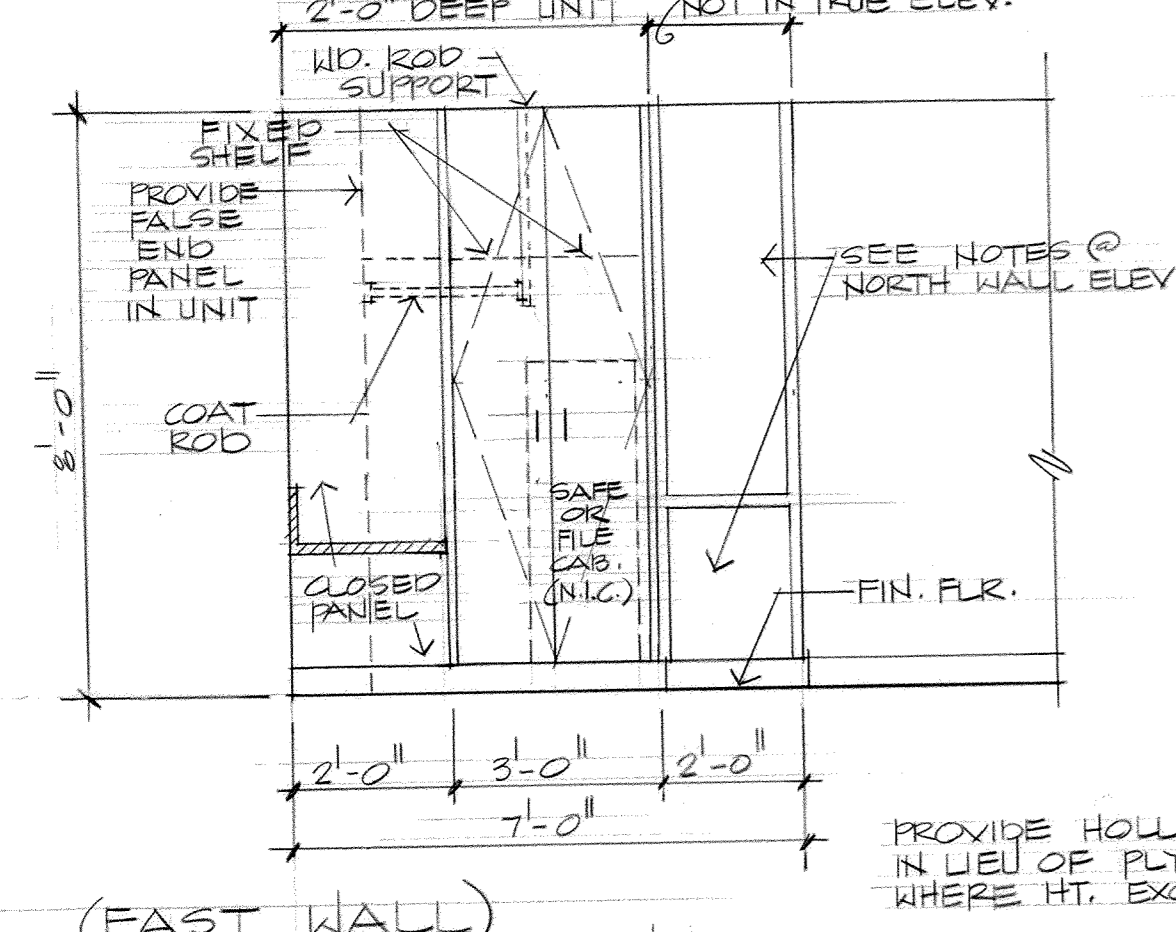 2'-0" DEEP UNIT
NOT IN TRUE ELEV.
WD. ROD
SUPPORT
FIXED
SHELF
PROVIDE
FALSE
END
PANEL
IN UNIT
SEE NOTES @
NORTH WALL ELEV
8'-0"
COAT
ROD
SAFE
OR
FILE
CAB.
(N.I.C.)
CLOSED
PANEL
FIN. FLR.
2'-0"
3'-0"
2'-0"
7'-0"
PROVIDE HOLL
IN LIEU OF PLY
WHERE HT. EXC
(EAST WALL)